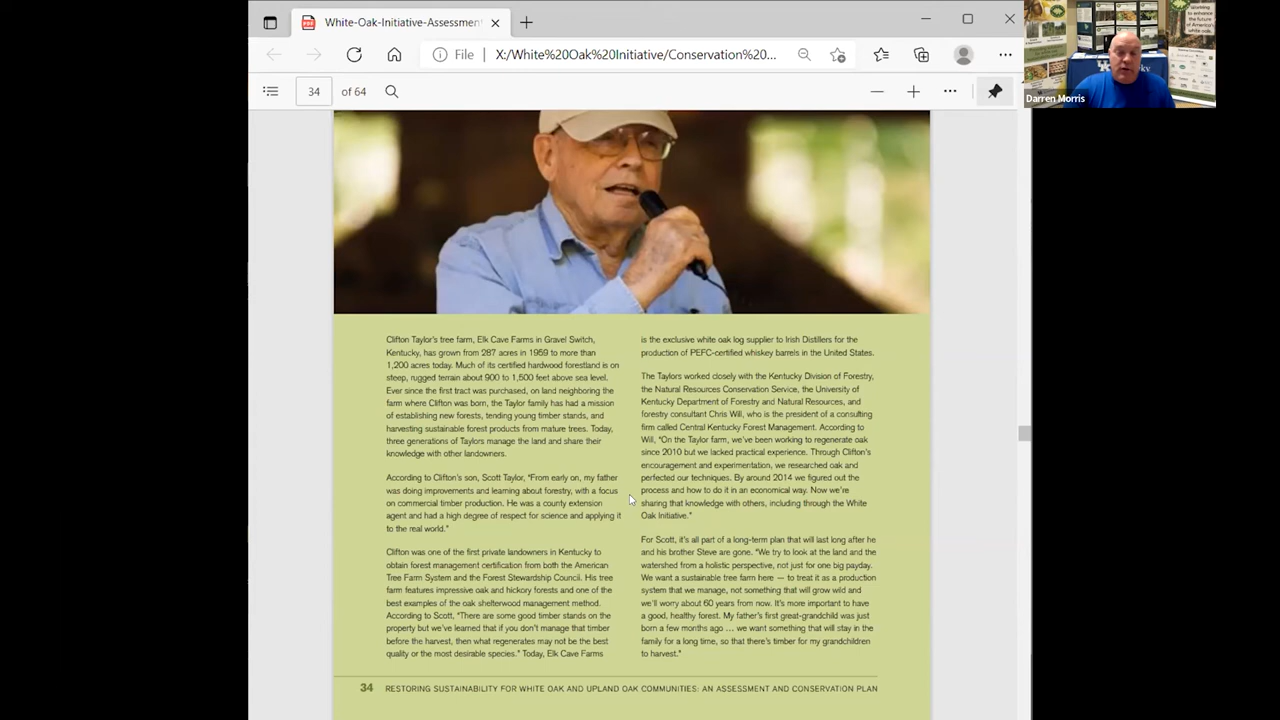 White-Oak-Initiative-Assessment
File
X:/White%20Oak%20Initiative/Conservation%20...
34
of 64
Darren Morris
to enhance
the future
of America's
white oak.
Clifton Taylor's tree farm, Elk Cave Farms in Gravel Switch,
Kentucky, has grown from 287 acres in 1959 to more than
1,200 acres today. Much of its certified hardwood forestland is on
steep, rugged terrain about 900 to 1,500 feet above sea level.
Ever since the first tract was purchased, on land neighboring the
farm where Clifton was born, the Taylor family has had a mission
of establishing new forests, tending young timber stands, and
harvesting sustainable forest products from mature trees. Today,
three generations of Taylors manage the land and share their
knowledge with other landowners.
According to Clifton's son, Scott Taylor, "From early on, my father
was doing improvements and learning about forestry, with a focus
on commercial timber production. He was a county extension
agent and had a high degree of respect for science and applying it
to the real world."
Clifton was one of the first private landowners in Kentucky to
obtain forest management certification from both the American
Tree Farm System and the Forest Stewardship Council. His tree
farm features impressive oak and hickory forests and one of the
best examples of the oak shelterwood management method.
According to Scott, "There are some good timber stands on the
property but we've learned that if you don't manage that timber
before the harvest, then what regenerates may not be the best
quality or the most desirable species." Today, Elk Cave Farms
is the exclusive white oak log supplier to Irish Distillers for the
production of PEFC-certified whiskey barrels in the United States.
The Taylors worked closely with the Kentucky Division of Forestry,
the Natural Resources Conservation Service, the University of
Kentucky Department of Forestry and Natural Resources, and
forestry consultant Chris Will, who is the president of a consulting
firm called Central Kentucky Forest Management. According to
Will, "On the Taylor farm, we've been working to regenerate oak
since 2010 but we lacked practical experience. Through Clifton's
encouragement and experimentation, we researched oak and
perfected our techniques. By around 2014 we figured out the
process and how to do it in an economical way. Now we're
sharing that knowledge with others, including through the White
Oak Initiative."
For Scott, it's all part of a long-term plan that will last long after he
and his brother Steve are gone. "We try to look at the land and the
watershed from a holistic perspective, not just for one big payday.
We want a sustainable tree farm here — to treat it as a production
system that we manage, not something that will grow wild and
we'll worry about 60 years from now. It's more important to have
a good, healthy forest. My father's first great-grandchild was just
born a few months ago ... we want something that will stay in the
family for a long time, so that there's timber for my grandchildren
to harvest."
34 RESTORING SUSTAINABILITY FOR WHITE OAK AND UPLAND OAK COMMUNITIES: AN ASSESSMENT AND CONSERVATION PLAN